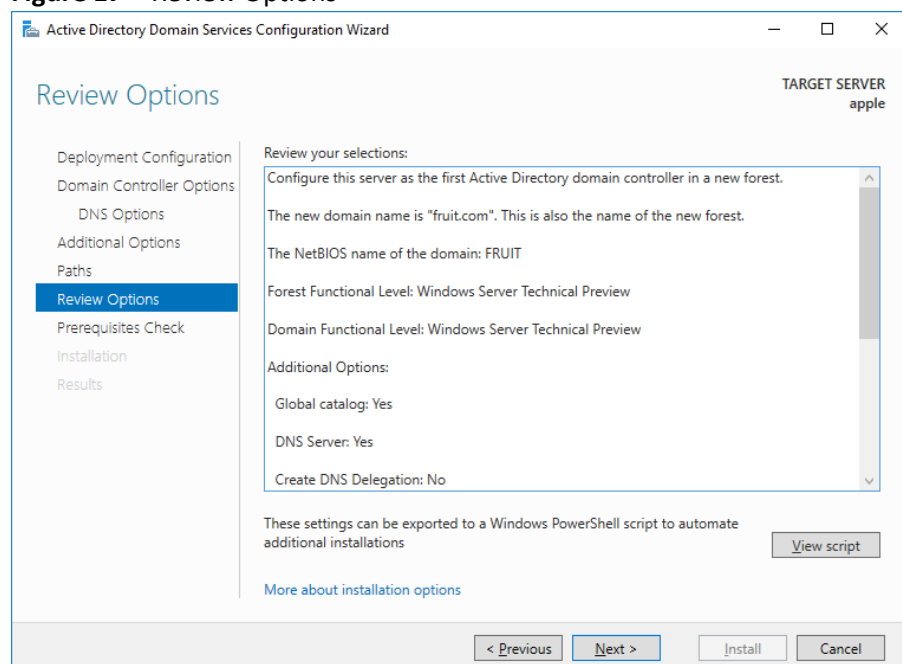 Active Directory Domain Services Configuration Wizard
Review Options
TARGET SERVER
apple
Deployment Configuration
Domain Controller Options
DNS Options
Additional Options
Paths
Review Options
Prerequisites Check
Installation
Results
Review your selections:
Configure this server as the first Active Directory domain controller in a new forest.
The new domain name is "fruit.com". This is also the name of the new forest.
The NetBIOS name of the domain: FRUIT
Forest Functional Level: Windows Server Technical Preview
Domain Functional Level: Windows Server Technical Preview
Additional Options:
Global catalog: Yes
DNS Server: Yes
Create DNS Delegation: No
These settings can be exported to a Windows PowerShell script to automate
additional installations
View script
More about installation options
< Previous
Next >
Install
Cancel